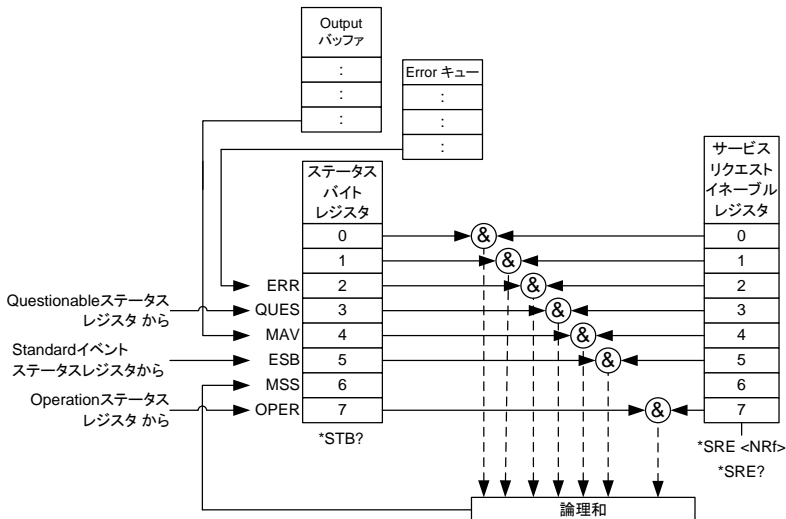 Output
バッファ
:
:
:
Error キュー
:
:
:
ステータス
バイト
レジスタ
サービス
リクエスト
イネーブル
レジスタ
0
&
0
1
&
1
ERR
2
&
2
Questionableステータス
レジスタ から
QUES
3
&
3
MAV
4
&
4
Standardイベント
ステータスレジスタから
ESB
5
&
5
MSS
6
6
Operationステータス
レジスタ から
OPER
7
&
7
*STB?
*SRE <NRf>
*SRE?
論理和